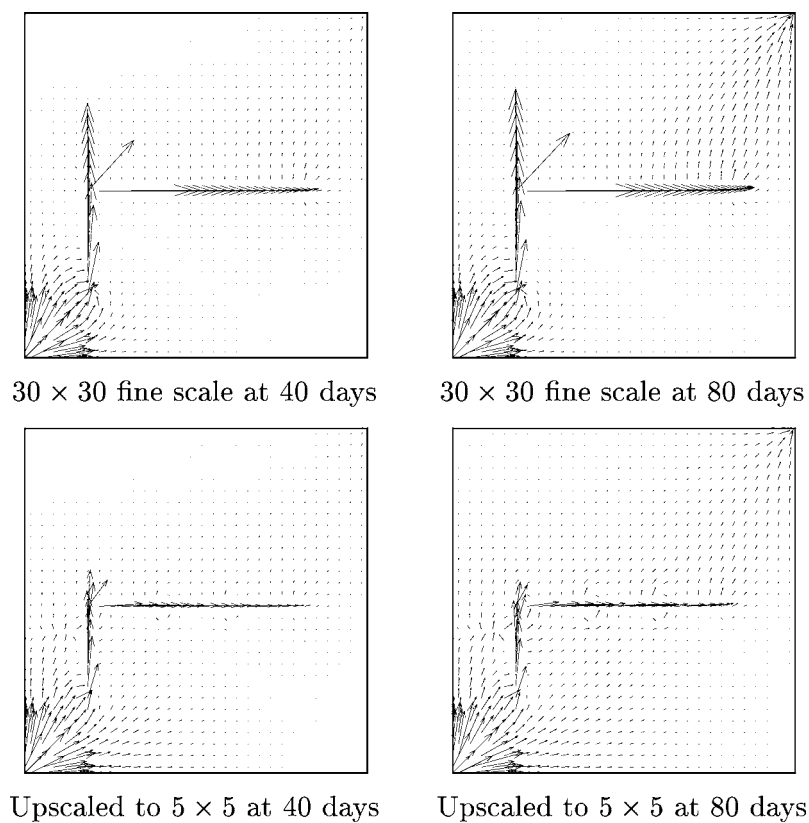 30 × 30 fine scale at 40 days
30 × 30 fine scale at 80 days
Upscaled to 5 × 5 at 40 days
Upscaled to 5 × 5 at 80 days